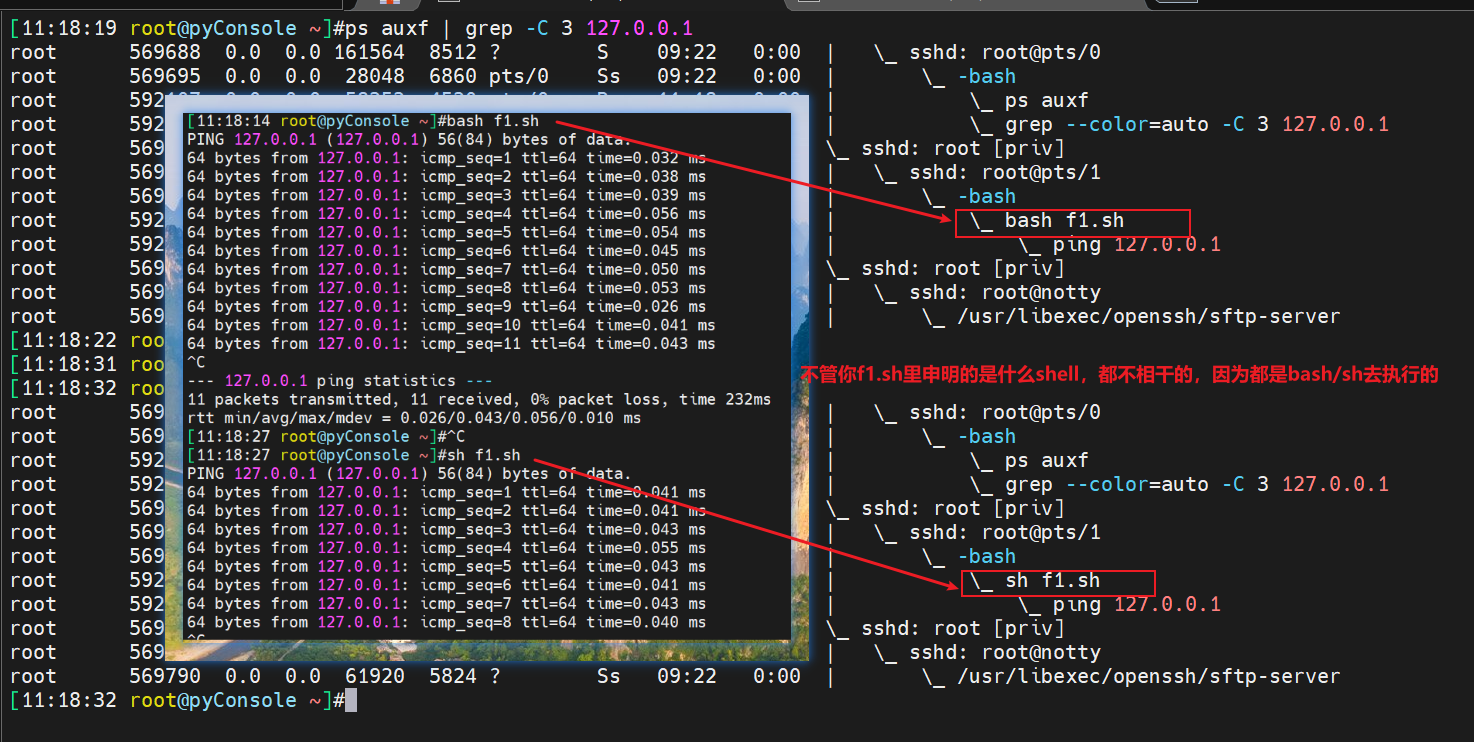 [11:18:19 root@pyConsole ~]#ps auxf | grep -C 3 127.0.0.1
root 569688 0.0 0.0 161564 8512 ? S 09:22 0:00 | \_ sshd: root@pts/0
root 569695 0.0 0.0 28048 6860 pts/0 Ss 09:22 0:00 | \_ -bash
root 592 | \_ ps auxf
root 592 | \_ grep --color=auto -C 3 127.0.0.1
root 569 \_ sshd: root [priv]
root 592 | \_ sshd: root@pts/1
root 592 | \_ -bash
root 592 | \_ bash f1.sh
root 592 | \_ ping 127.0.0.1
root 569 \_ sshd: root [priv]
root 569 | \_ sshd: root@notty
root 569 | \_ /usr/libexec/openssh/sftp-server
[11:18:22 roo
[11:18:31 roo
[11:18:32 roo
root 569 | \_ sshd: root@pts/0
root 569 | \_ -bash
root 592 | \_ ps auxf
root 592 | \_ grep --color=auto -C 3 127.0.0.1
root 569 \_ sshd: root [priv]
root 592 | \_ sshd: root@pts/1
root 592 | \_ -bash
root 592 | \_ sh f1.sh
root 592 | \_ ping 127.0.0.1
root 569 \_ sshd: root [priv]
root 569 | \_ sshd: root@notty
root 569790 0.0 0.0 61920 5824 ? Ss 09:22 0:00 | \_ /usr/libexec/openssh/sftp-server
[11:18:32 root@pyConsole ~]#
[11:18:14 root@pyConsole ~]#bash f1.sh
PING 127.0.0.1 (127.0.0.1) 56(84) bytes of data.
64 bytes from 127.0.0.1: icmp_seq=1 ttl=64 time=0.032 ms
64 bytes from 127.0.0.1: icmp_seq=2 ttl=64 time=0.038 ms
64 bytes from 127.0.0.1: icmp_seq=3 ttl=64 time=0.039 ms
64 bytes from 127.0.0.1: icmp_seq=4 ttl=64 time=0.056 ms
64 bytes from 127.0.0.1: icmp_seq=5 ttl=64 time=0.054 ms
64 bytes from 127.0.0.1: icmp_seq=6 ttl=64 time=0.045 ms
64 bytes from 127.0.0.1: icmp_seq=7 ttl=64 time=0.050 ms
64 bytes from 127.0.0.1: icmp_seq=8 ttl=64 time=0.053 ms
64 bytes from 127.0.0.1: icmp_seq=9 ttl=64 time=0.026 ms
64 bytes from 127.0.0.1: icmp_seq=10 ttl=64 time=0.041 ms
64 bytes from 127.0.0.1: icmp_seq=11 ttl=64 time=0.043 ms
^C
--- 127.0.0.1 ping statistics ---
11 packets transmitted, 11 received, 0% packet loss, time 232ms
rtt min/avg/max/mdev = 0.026/0.043/0.056/0.010 ms
[11:18:27 root@pyConsole ~]#^C
[11:18:27 root@pyConsole ~]#sh f1.sh
PING 127.0.0.1 (127.0.0.1) 56(84) bytes of data.
64 bytes from 127.0.0.1: icmp_seq=1 ttl=64 time=0.041 ms
64 bytes from 127.0.0.1: icmp_seq=2 ttl=64 time=0.041 ms
64 bytes from 127.0.0.1: icmp_seq=3 ttl=64 time=0.043 ms
64 bytes from 127.0.0.1: icmp_seq=4 ttl=64 time=0.055 ms
64 bytes from 127.0.0.1: icmp_seq=5 ttl=64 time=0.043 ms
64 bytes from 127.0.0.1: icmp_seq=6 ttl=64 time=0.041 ms
64 bytes from 127.0.0.1: icmp_seq=7 ttl=64 time=0.043 ms
64 bytes from 127.0.0.1: icmp_seq=8 ttl=64 time=0.040 ms
^C
不管你f1.sh里申明的是什么shell，都不相干的，因为都是bash/sh去执行的